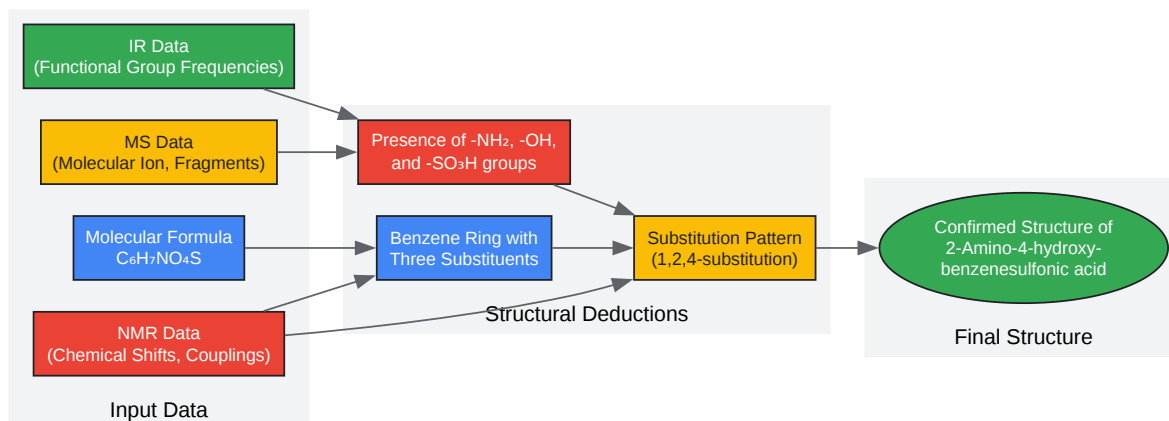 IR Data
(Functional Group Frequencies)
MS Data
(Molecular Ion, Fragments)
Molecular Formula
C₆H₇NO₄S
NMR Data
(Chemical Shifts, Couplings)
Input Data
Presence of -NH₂, -OH,
and -SO₃H groups
Benzene Ring with
Three Substituents
Substitution Pattern
(1,2,4-substitution)
Structural Deductions
Confirmed Structure of
2-Amino-4-hydroxy-
benzenesulfonic acid
Final Structure